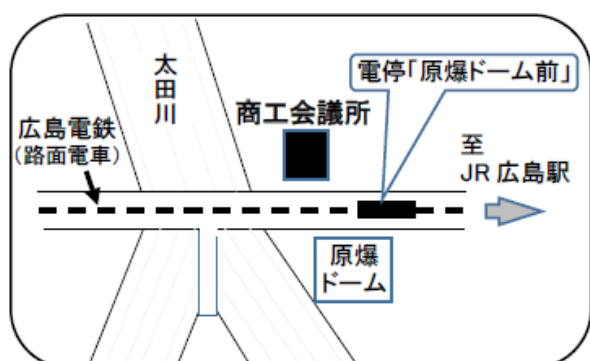 太田川
電停「原爆ドーム前」
商工会議所
広島電鉄
(路面電車)
至
JR 広島駅
原爆
ドーム